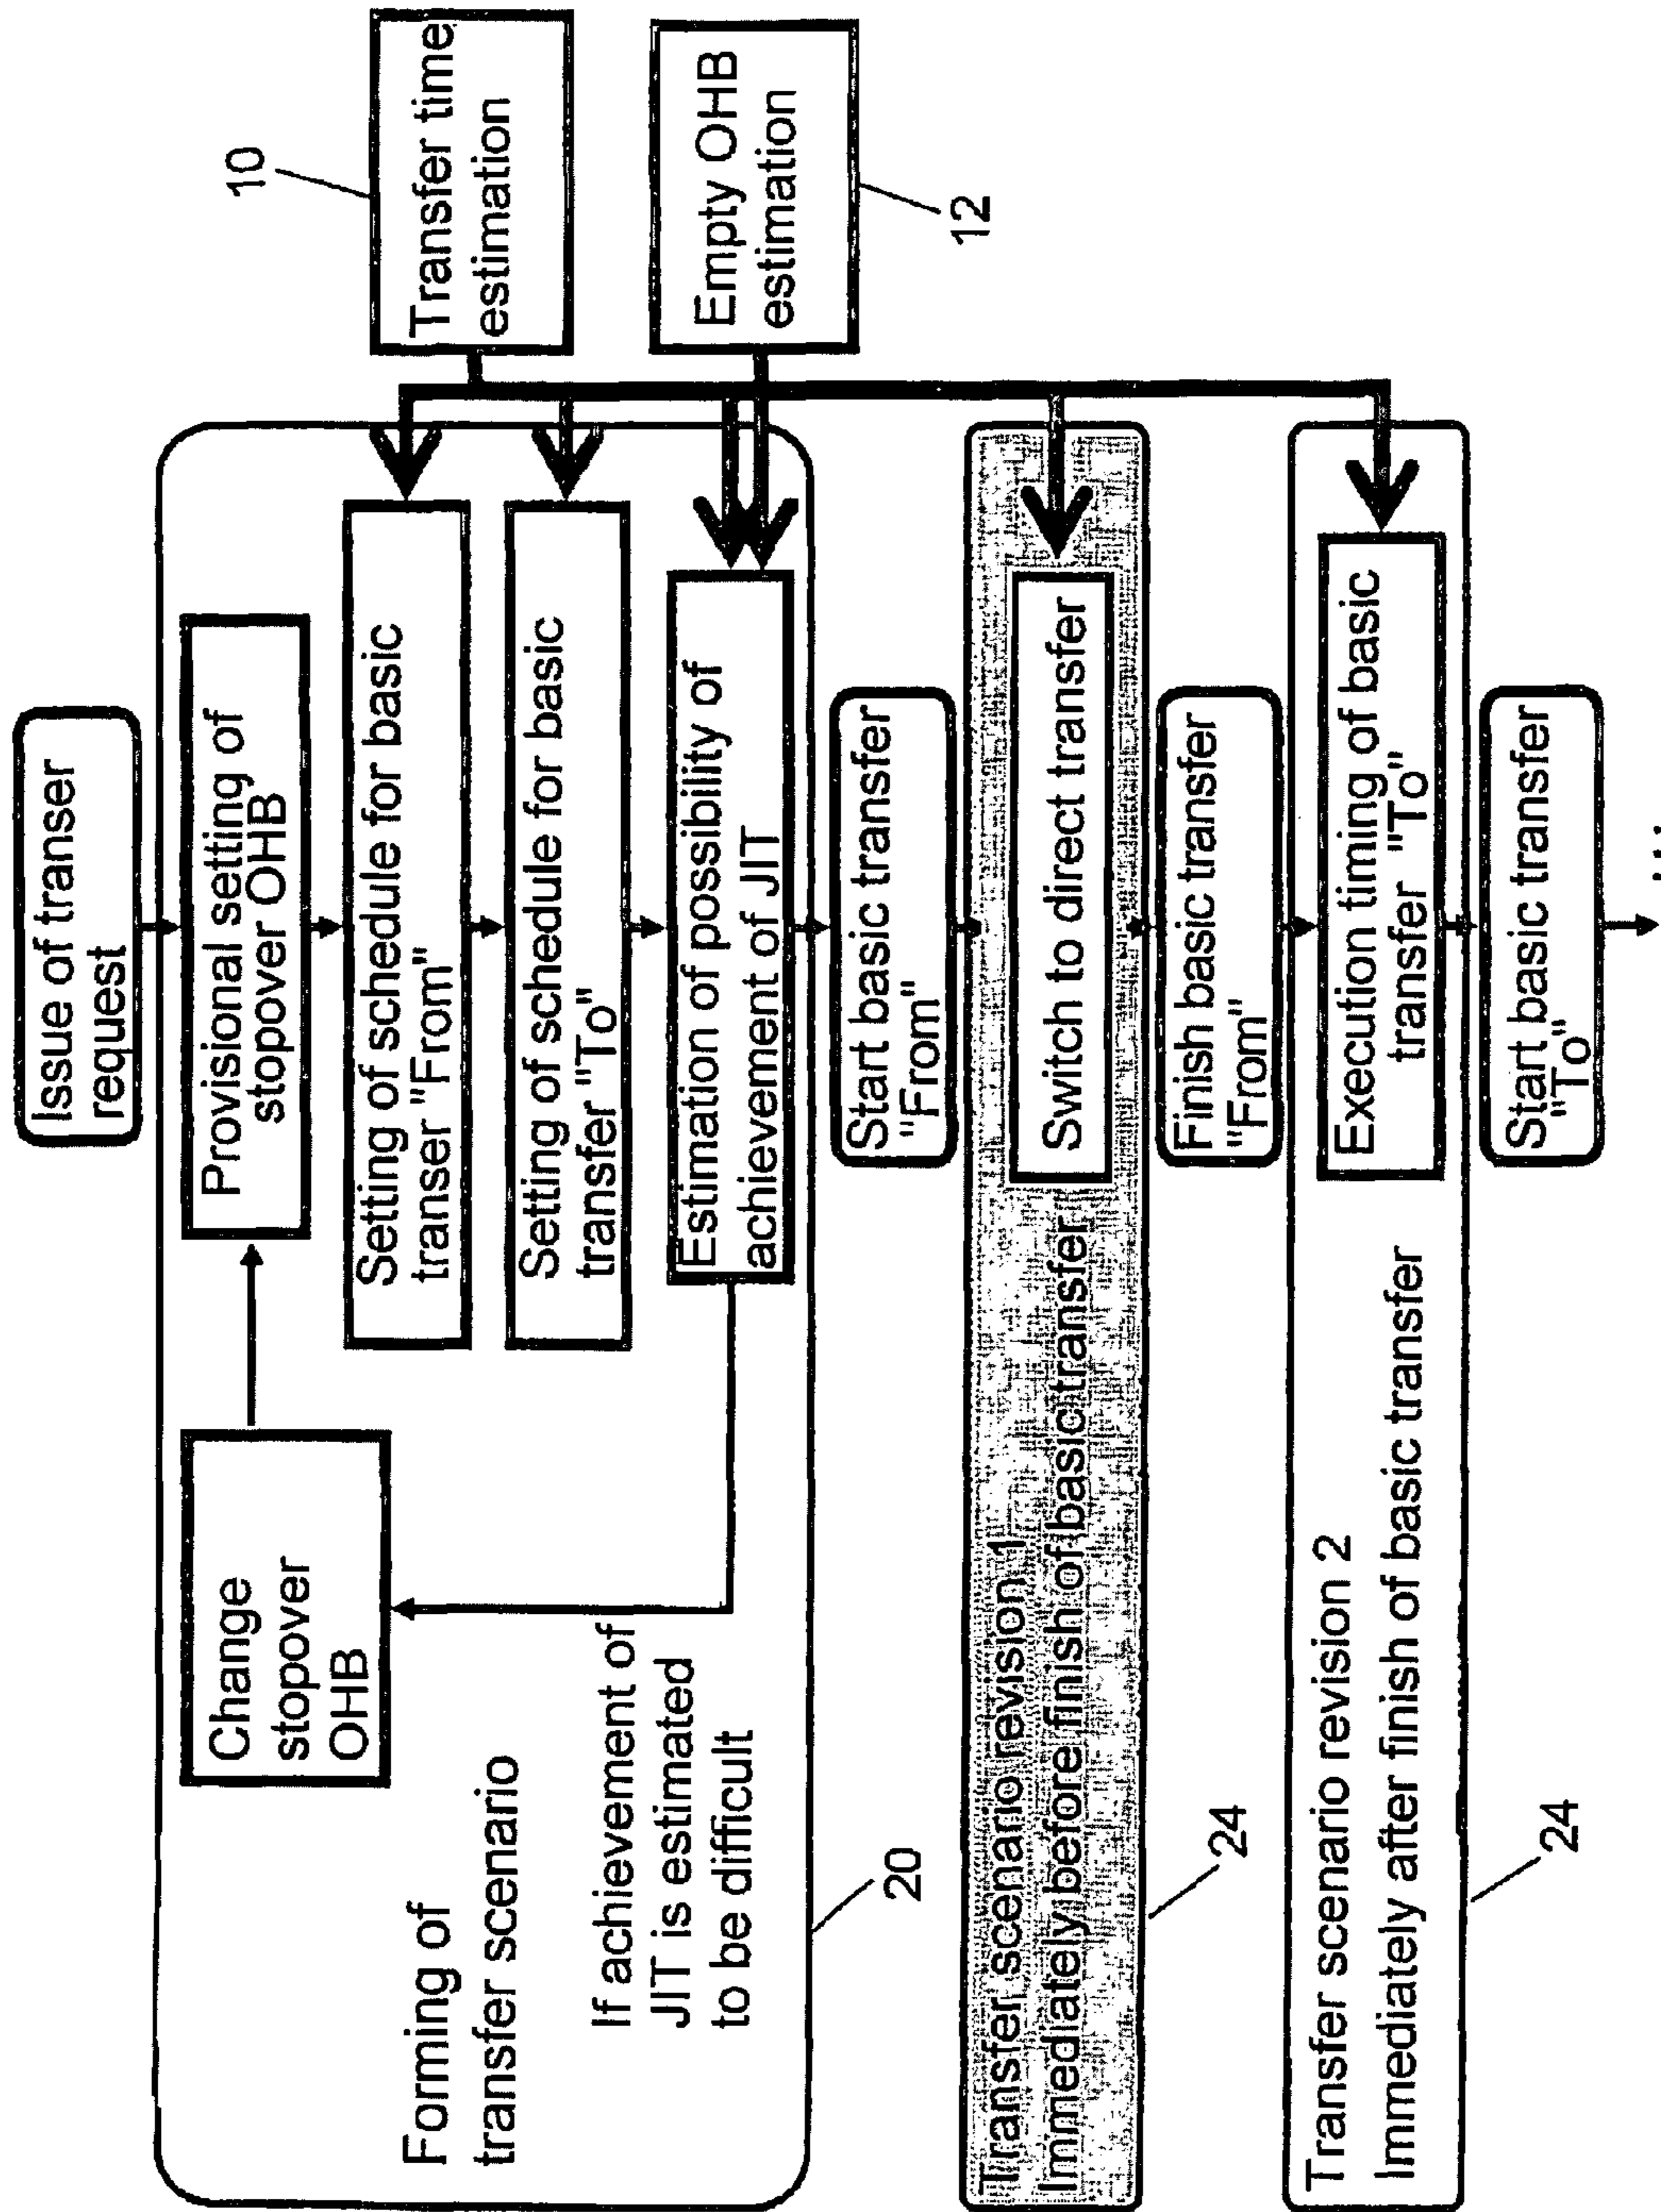 Issue of transer
request
Provisional setting of
stopover OHB
Change
stopover
OHB
Setting of schedule for basic
transer "From"
Setting of schedule for basic
transfer "To"
Estimation of possibility of
achievement of JIT
Forming of
transfer scenario
If achievement of
JIT is estimated
to be difficult
20
Transfer time
estimation
10
Empty OHB
estimation
12
Start basic transfer
"From"
Transfer scenario revision 1
Immediately before finish of basic transfer
Switch to direct transfer
24
Finish basic transfer
"From"
Transfer scenario revision 2
Immediately after finish of basic transfer
Execution timing of basic
transfer "To"
24
Start basic transfer
"To"
...